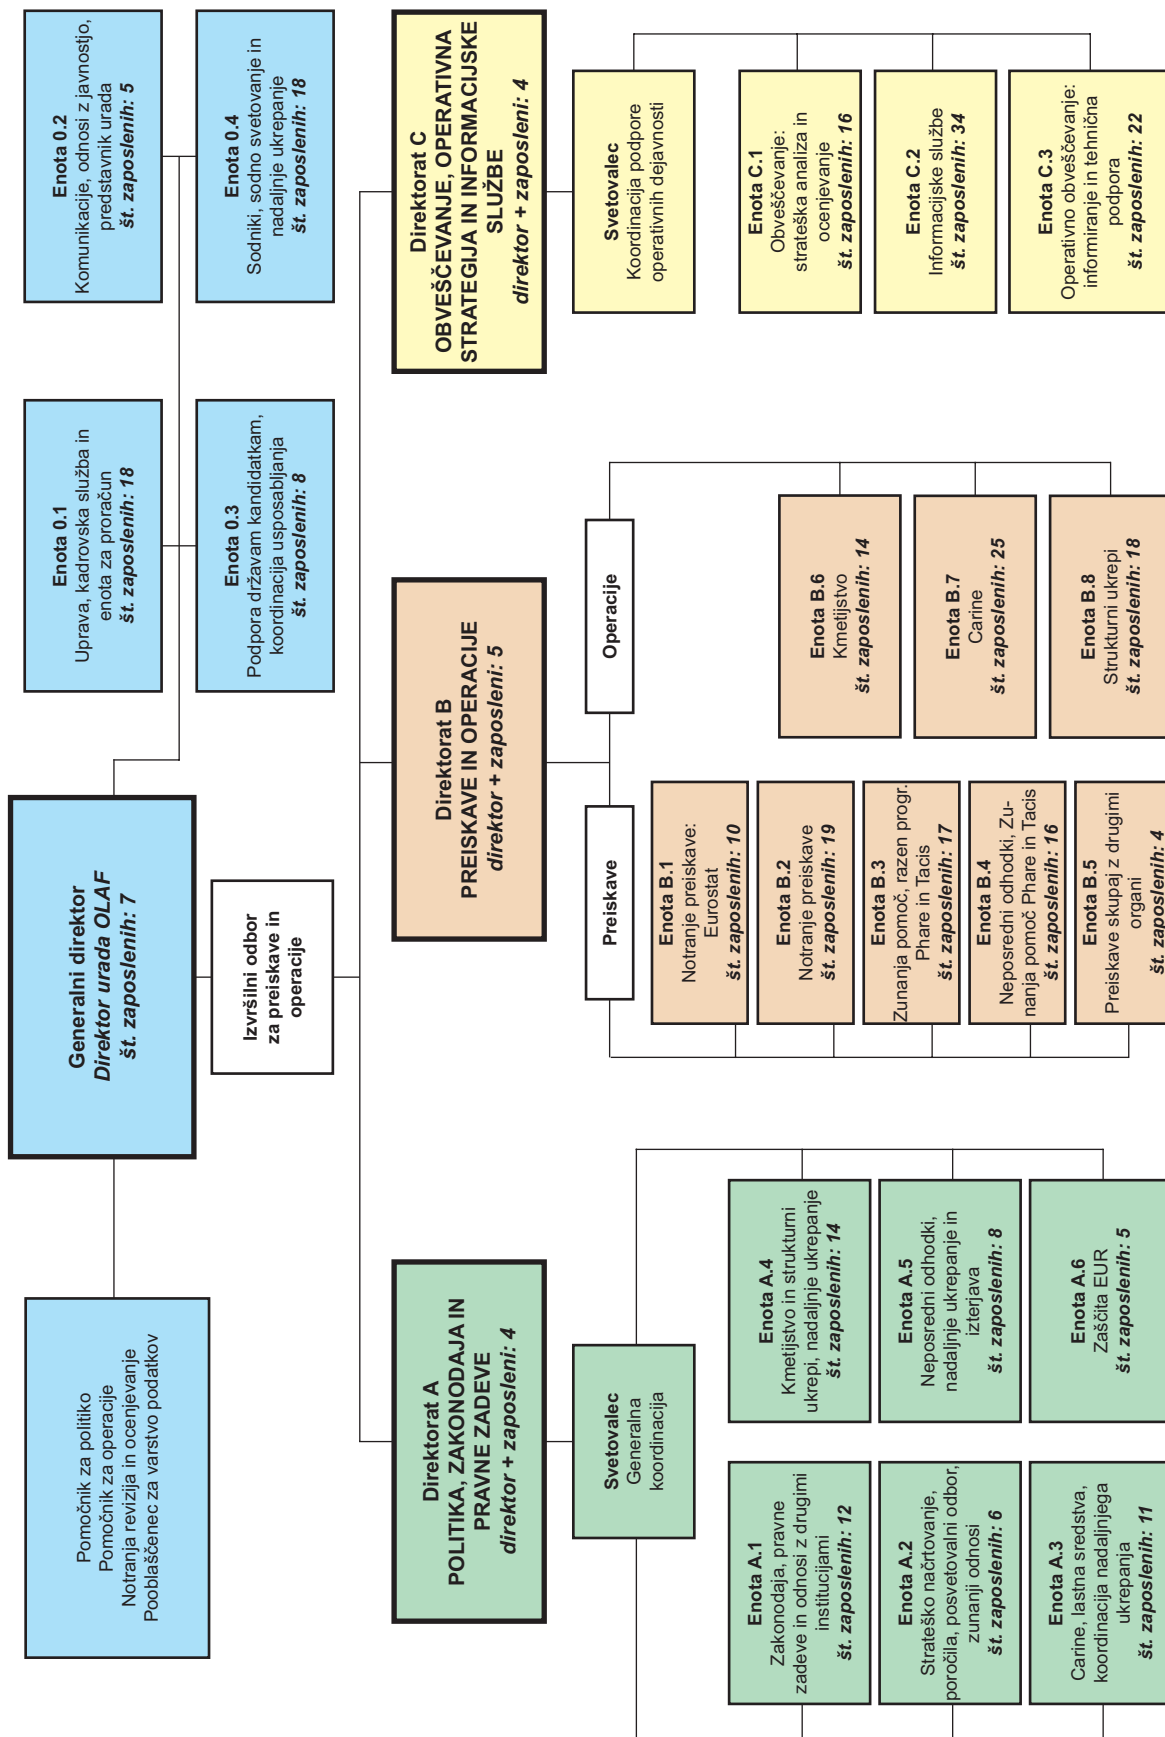 Pomočnik za politiko
Pomočnik za operacije
Notranja revizija in ocenjevanje
Pooblaščenec za varstvo podatkov
Generalni direktor
Direktor urada OLAF
št. zaposlenih: 7
Enota 0.1
Uprava, kadrovska služba in
enota za proračun
št. zaposlenih: 18
Enota 0.2
Komunikacije, odnosi z javnostjo,
predstavnik urada
št. zaposlenih: 5
Enota 0.3
Podpora državam kandidatkam,
koordinacija usposabljanja
št. zaposlenih: 8
Enota 0.4
Sodniki, sodno svetovanje in
nadaljnje ukrepanje
št. zaposlenih: 18
Izvršilni odbor
za preiskave in
operacije
Direktorat A
POLITIKA, ZAKONODAJA IN
PRAVNE ZADEVE
direktor + zaposleni: 4
Svetovalec
Generalna
koordinacija
Enota A.1
Zakonodaja, pravne
zadeve in odnosi z drugimi
institucijami
št. zaposlenih: 12
Enota A.2
Strateško načrtovanje,
poročila, posvetovalni odbor,
zunanji odnosi
št. zaposlenih: 6
Enota A.3
Carine, lastna sredstva,
koordinacija nadaljnjega
ukrepanja
št. zaposlenih: 11
Enota A.4
Kmetijstvo in strukturni
ukrepi, nadaljnje ukrepanje
št. zaposlenih: 14
Enota A.5
Neposredni odhodki,
nadaljnje ukrepanje in
izterjava
št. zaposlenih: 8
Enota A.6
Zaščita EUR
št. zaposlenih: 5
Direktorat B
PREISKAVE IN OPERACIJE
direktor + zaposleni: 5
Preiskave
Enota B.1
Notranje preiskave:
Eurostat
št. zaposlenih: 10
Enota B.2
Notranje preiskave
št. zaposlenih: 19
Enota B.3
Zunanja pomoč, razen progr.
Phare in Tacis
št. zaposlenih: 17
Enota B.4
Neposredni odhodki, Zu-
nanja pomoč Phare in Tacis
št. zaposlenih: 16
Enota B.5
Preiskave skupaj z drugimi
organi
št. zaposlenih: 4
Operacije
Enota B.6
Kmetijstvo
št. zaposlenih: 14
Enota B.7
Carine
št. zaposlenih: 25
Enota B.8
Strukturni ukrepi
št. zaposlenih: 18
Direktorat C
OBVEŠČEVANJE, OPERATIVNA
STRATEGIJA IN INFORMACIJSKE
SLUŽBE
direktor + zaposleni: 4
Svetovalec
Koordinacija podpore
operativnih dejavnosti
Enota C.1
Obveščevanje:
strateška analiza in
ocenjevanje
št. zaposlenih: 16
Enota C.2
Informacijske službe
št. zaposlenih: 34
Enota C.3
Operativno obveščevanje:
informiranje in tehnična
podpora
št. zaposlenih: 22